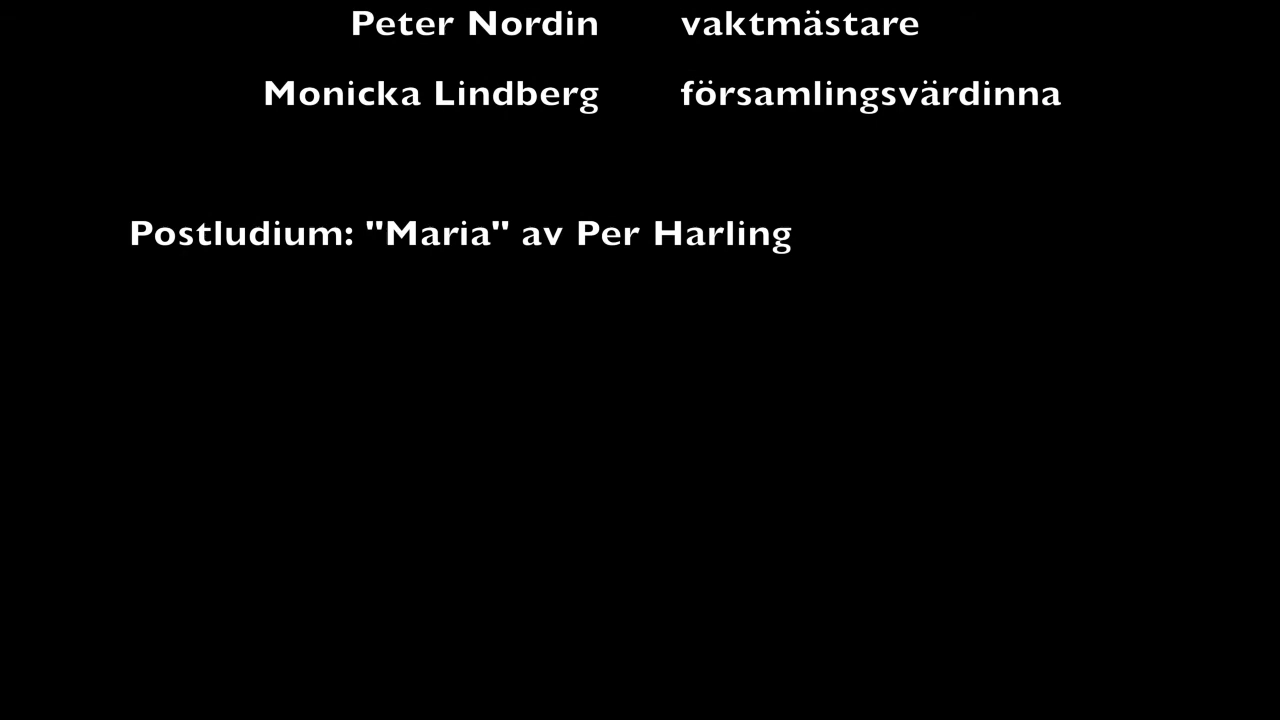 Peter Nordin vaktmästare
Monicka Lindberg församlingsvärdinna
Postludium: "Maria" av Per Harling